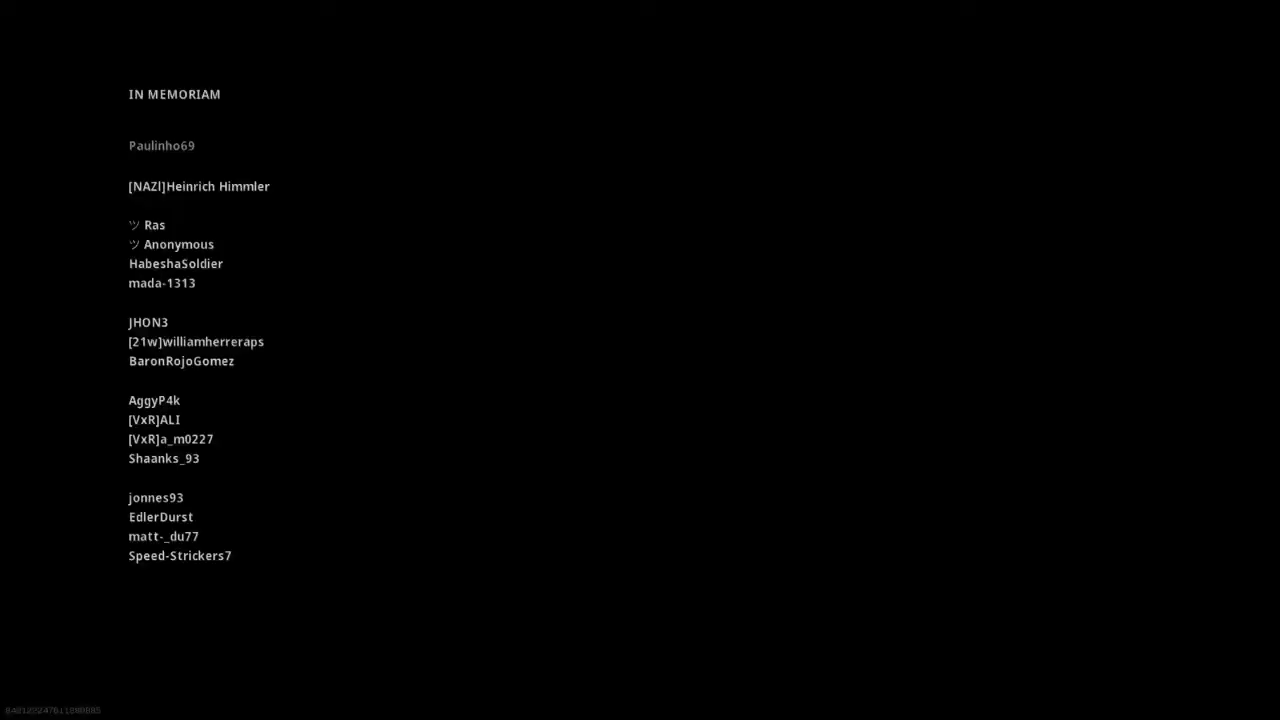 IN MEMORIAM
Paulinho69
[NAZl]Heinrich Himmler
ツ Ras
ツ Anonymous
HabeshaSoldier
mada-1313
JHON3
[21w]williamherreraps
BaronRojoGomez
AggyP4k
[VxR]ALI
[VxR]a_m0227
Shaanks_93
jonnes93
EdlerDurst
matt-_du77
Speed-Strickers7